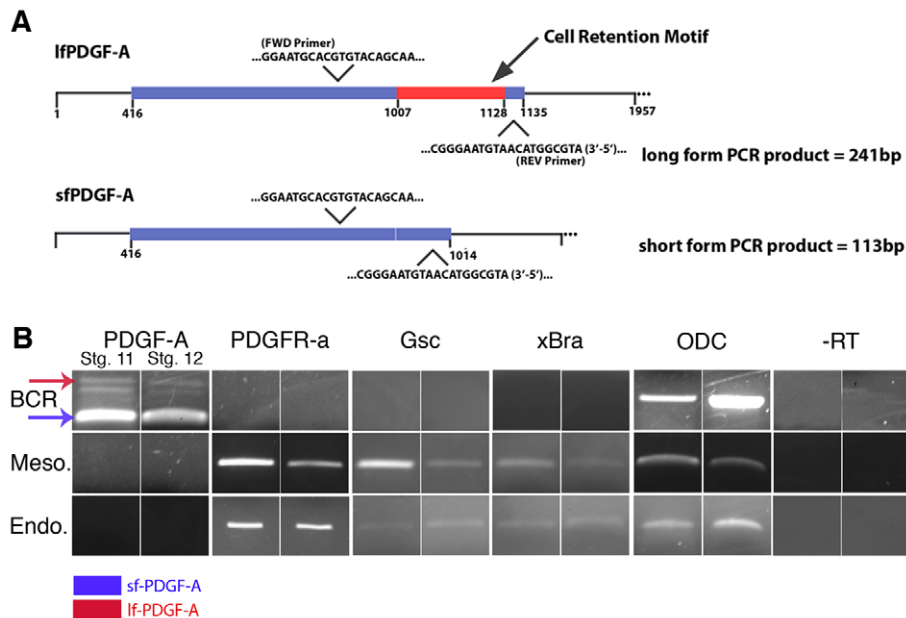 A
lfPDGF-A
(FWD Primer)
...GGAATGCACGTGTACAGCAA...
Cell Retention Motif
1
416
1007
1128
1135
1957
...
...CGGGAATGTAACATGGCGTA (3'-5')...
(REV Primer)
long form PCR product = 241bp
sfPDGF-A
...GGAATGCACGTGTACAGCAA...
...
416
1014
...CGGGAATGTAACATGGCGTA (3'-5')...
short form PCR product = 113bp
B
PDGF-A PDGFR-a Gsc xBra ODC -RT
Stg. 11 Stg. 12
BCR
Meso.
Endo.
sf-PDGF-A
lf-PDGF-A